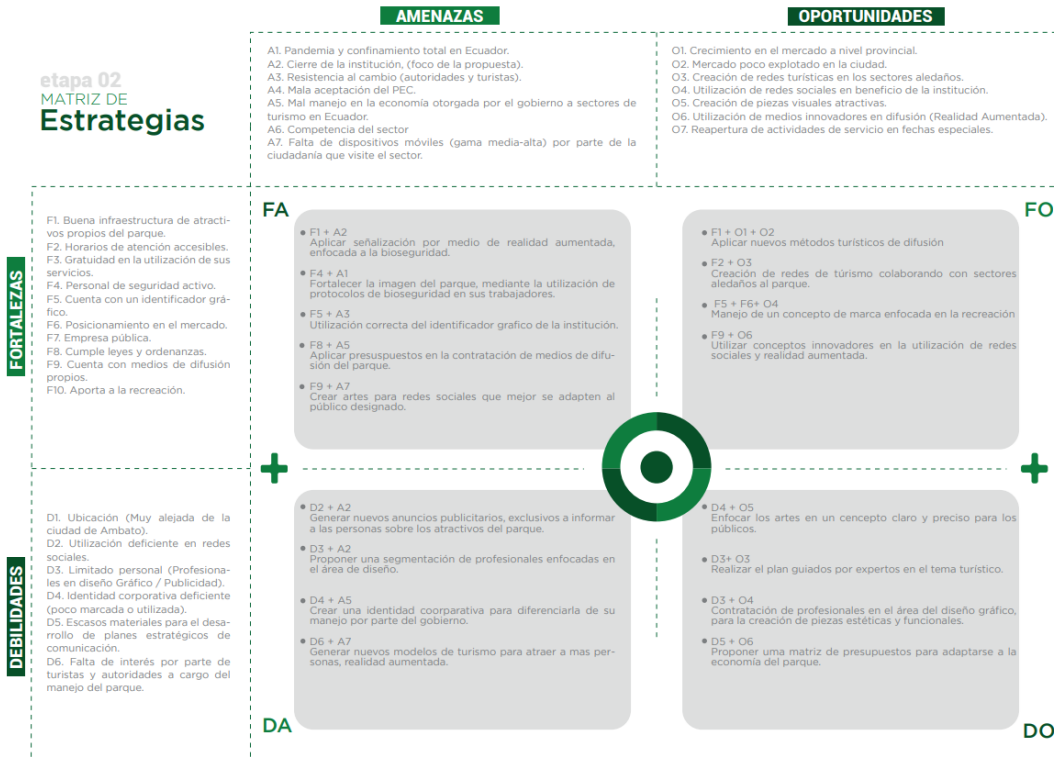 AMENAZAS
OPORTUNIDADES
etapa 02
MATRIZ DE
Estrategias
A1. Pandemia y confinamiento total en Ecuador.
A2. Cierre de la institución, (foco de la propuesta).
A3. Resistencia al cambio (autoridades y turistas).
A4. Mala aceptación del PEC.
A5. Mal manejo en la economía otorgada por el gobierno a sectores de
turismo en Ecuador.
A6. Competencia del sector
A7. Falta de dispositivos móviles (gama media-alta) por parte de la
ciudadanía que visite el sector.
O1. Crecimiento en el mercado a nivel provincial.
O2. Mercado poco explotado en la ciudad.
O3. Creación de redes turísticas en los sectores aledaños.
O4. Utilización de redes sociales en beneficio de la institución.
O5. Creación de piezas visuales atractivas.
O6. Utilización de medios innovadores en difusión (Realidad Aumentada).
O7. Reapertura de actividades de servicio en fechas especiales.
FORTALEZAS
F1. Buena infraestructura de atracti-
vos propios del parque.
F2. Horarios de atención accesibles.
F3. Gratuidad en la utilización de sus
servicios.
F4. Personal de seguridad activo.
F5. Cuenta con un identificador grá-
fico.
F6. Posicionamiento en el mercado.
F7. Empresa pública.
F8. Cumple leyes y ordenanzas.
F9. Cuenta con medios de difusión
propios.
F10. Aporta a la recreación.
FA
F1 + A2
Aplicar señalización por medio de realidad aumentada,
enfocada a la bioseguridad.
F4 + A1
Fortalecer la imagen del parque, mediante la utilización de
protocolos de bioseguridad en sus trabajadores.
F5 + A3
Utilización correcta del identificador grafico de la institución.
F8 + A5
Aplicar presuspuestos en la contratación de medios de difu-
sión del parque.
F9 + A7
Crear artes para redes sociales que mejor se adapten al
público designado.
FO
F1 + O1 + O2
Aplicar nuevos métodos turísticos de difusión
F2 + O3
Creación de redes de túrismo colaborando con sectores
aledaños al parque.
F5 + F6+ O4
Manejo de un concepto de marca enfocada en la recreación
F9 + O6
Utilizar conceptos innovadores en la utilización de redes
sociales y realidad aumentada.
DEBILIDADES
D1. Ubicación (Muy alejada de la
ciudad de Ambato).
D2. Utilización deficiente en redes
sociales.
D3. Limitado personal (Profesiona-
les en diseño Gráfico / Publicidad).
D4. Identidad corporativa deficiente
(poco marcada o utilizada).
D5. Escasos materiales para el desa-
rrollo de planes estratégicos de
comunicación.
D6. Falta de interés por parte de
turistas y autoridades a cargo del
manejo del parque.
D2 + A2
Generar nuevos anuncios publicitarios, exclusivos a informar
a las personas sobre los atractivos del parque.
D3 + A2
Proponer una segmentación de profesionales enfocadas en
el área de diseño.
D4 + A5
Crear una identidad coorparativa para diferenciarla de su
manejo por parte del gobierno.
D6 + A7
Generar nuevos modelos de turismo para atraer a mas per-
sonas, realidad aumentada.
DA
D4 + O5
Enfocar los artes en un cencepto claro y preciso para los
públicos.
D3+ O3
Realizar el plan guiados por expertos en el tema turístico.
D3 + O4
Contratación de profesionales en el área del diseño gráfico,
para la creación de piezas estéticas y funcionales.
D5 + O6
Proponer uma matriz de presupuestos para adaptarse a la
economía del parque.
DO